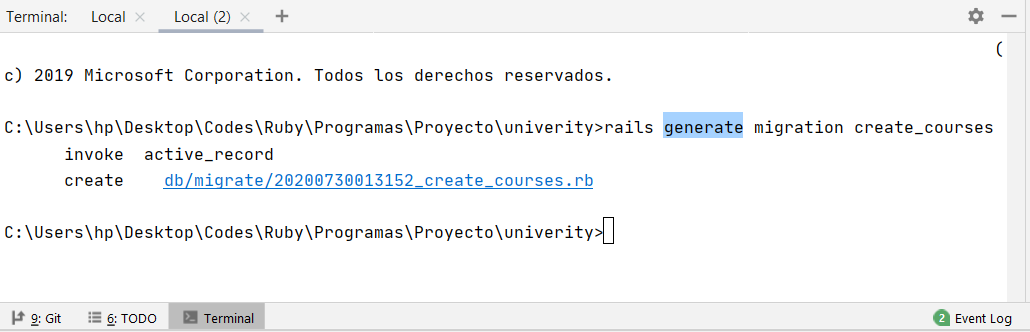 Terminal: Local × Local (2) × +
(
c) 2019 Microsoft Corporation. Todos los derechos reservados.
C:\Users\hp\Desktop\Codes\Ruby\Programas\Proyecto\univerity>rails generate migration create_courses
invoke active_record
create db/migrate/20200730013152_create_courses.rb
C:\Users\hp\Desktop\Codes\Ruby\Programas\Proyecto\univerity>
9: Git 6: TODO Terminal 2 Event Log